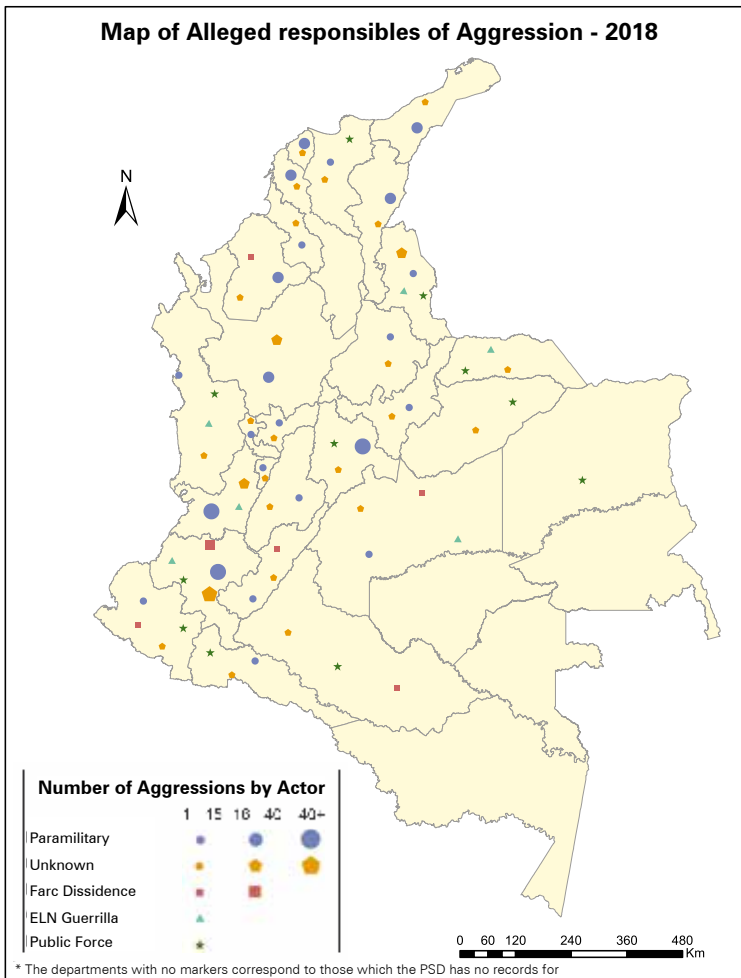 Map of Alleged responsibles of Aggression - 2018
N
Number of Aggressions by Actor
1 15 16 40 40+
Paramilitary
Unknown
Farc Dissidence
ELN Guerrilla
Public Force
0 60 120 240 360 480
Km
* The departments with no markers correspond to those which the PSD has no records for